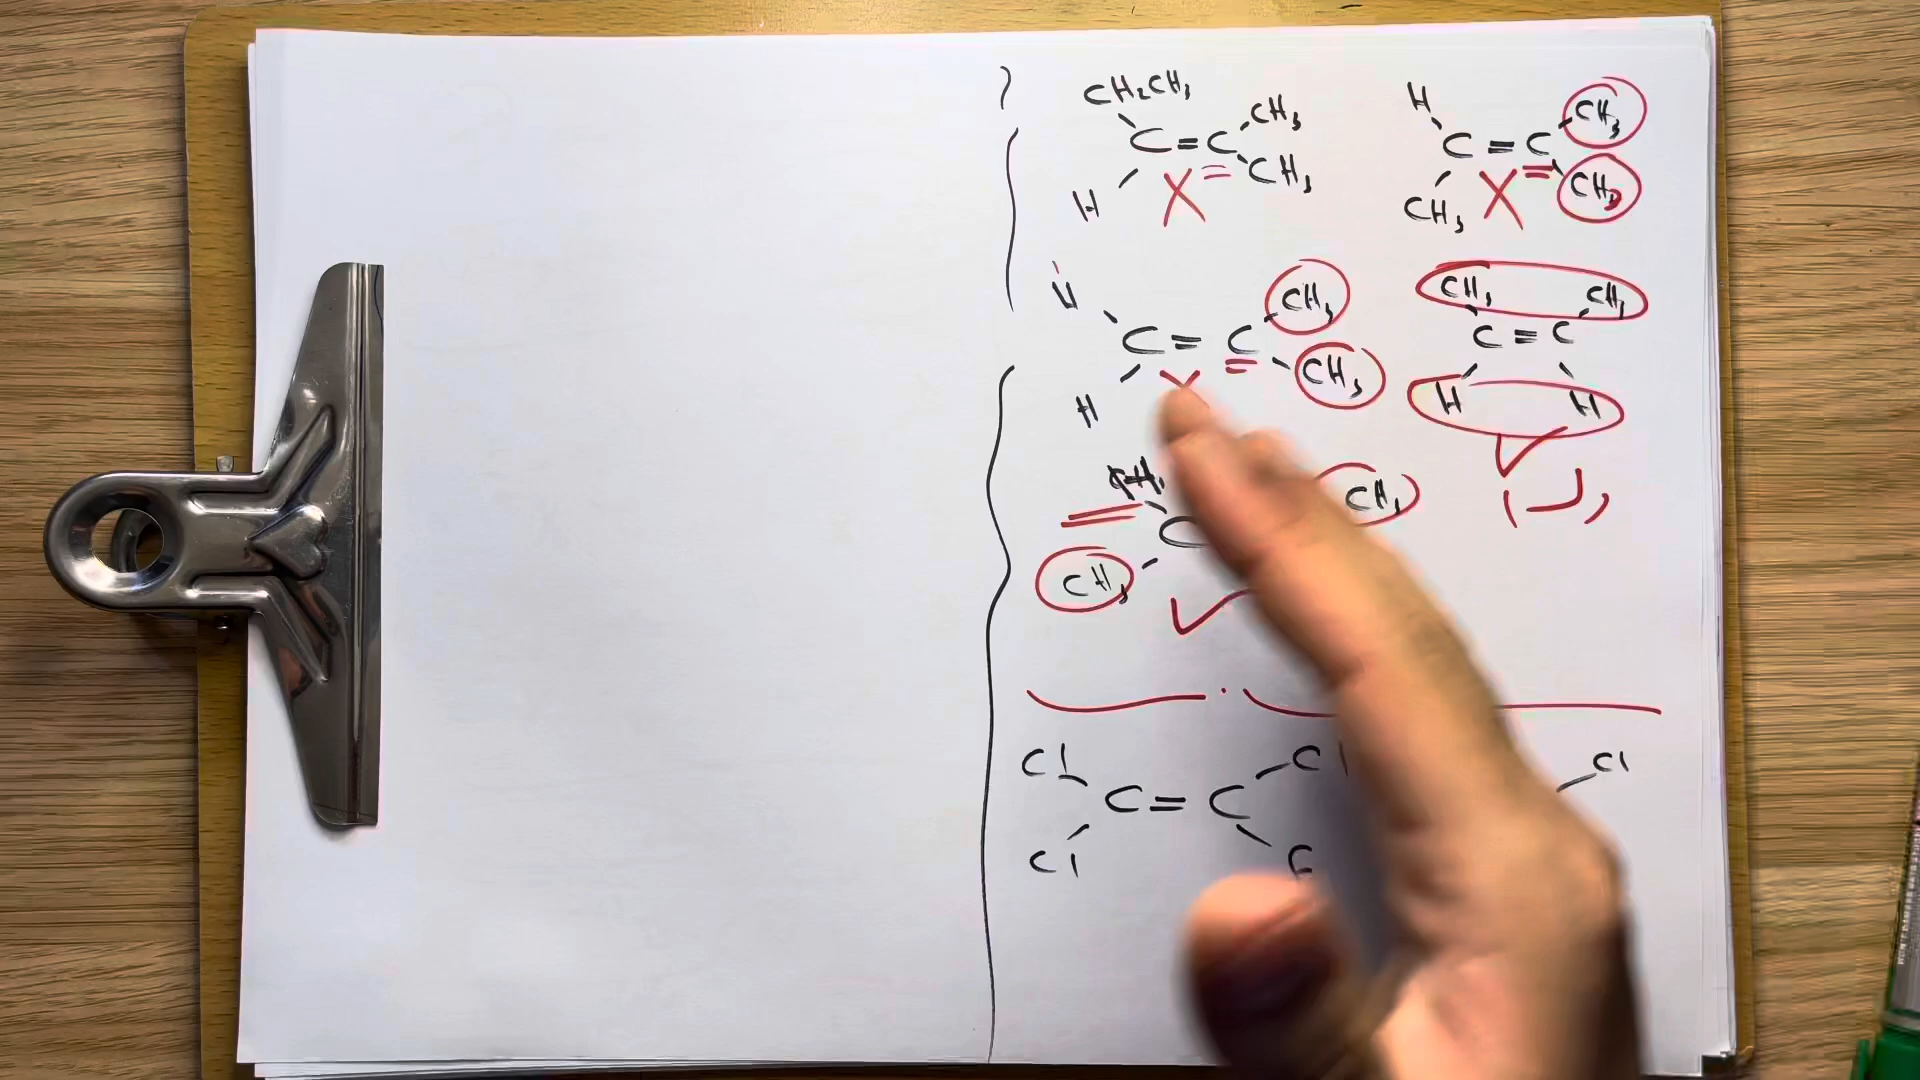 CH₂CH₃ CH₃ H CH₃
C = C C = C
H CH₃ CH₃ CH₃
H CH₃ CH₃ CH₃
C = C C = C
H CH₃ H H
CH₃
C
CH₃
Cl Cl Cl
C = C
Cl